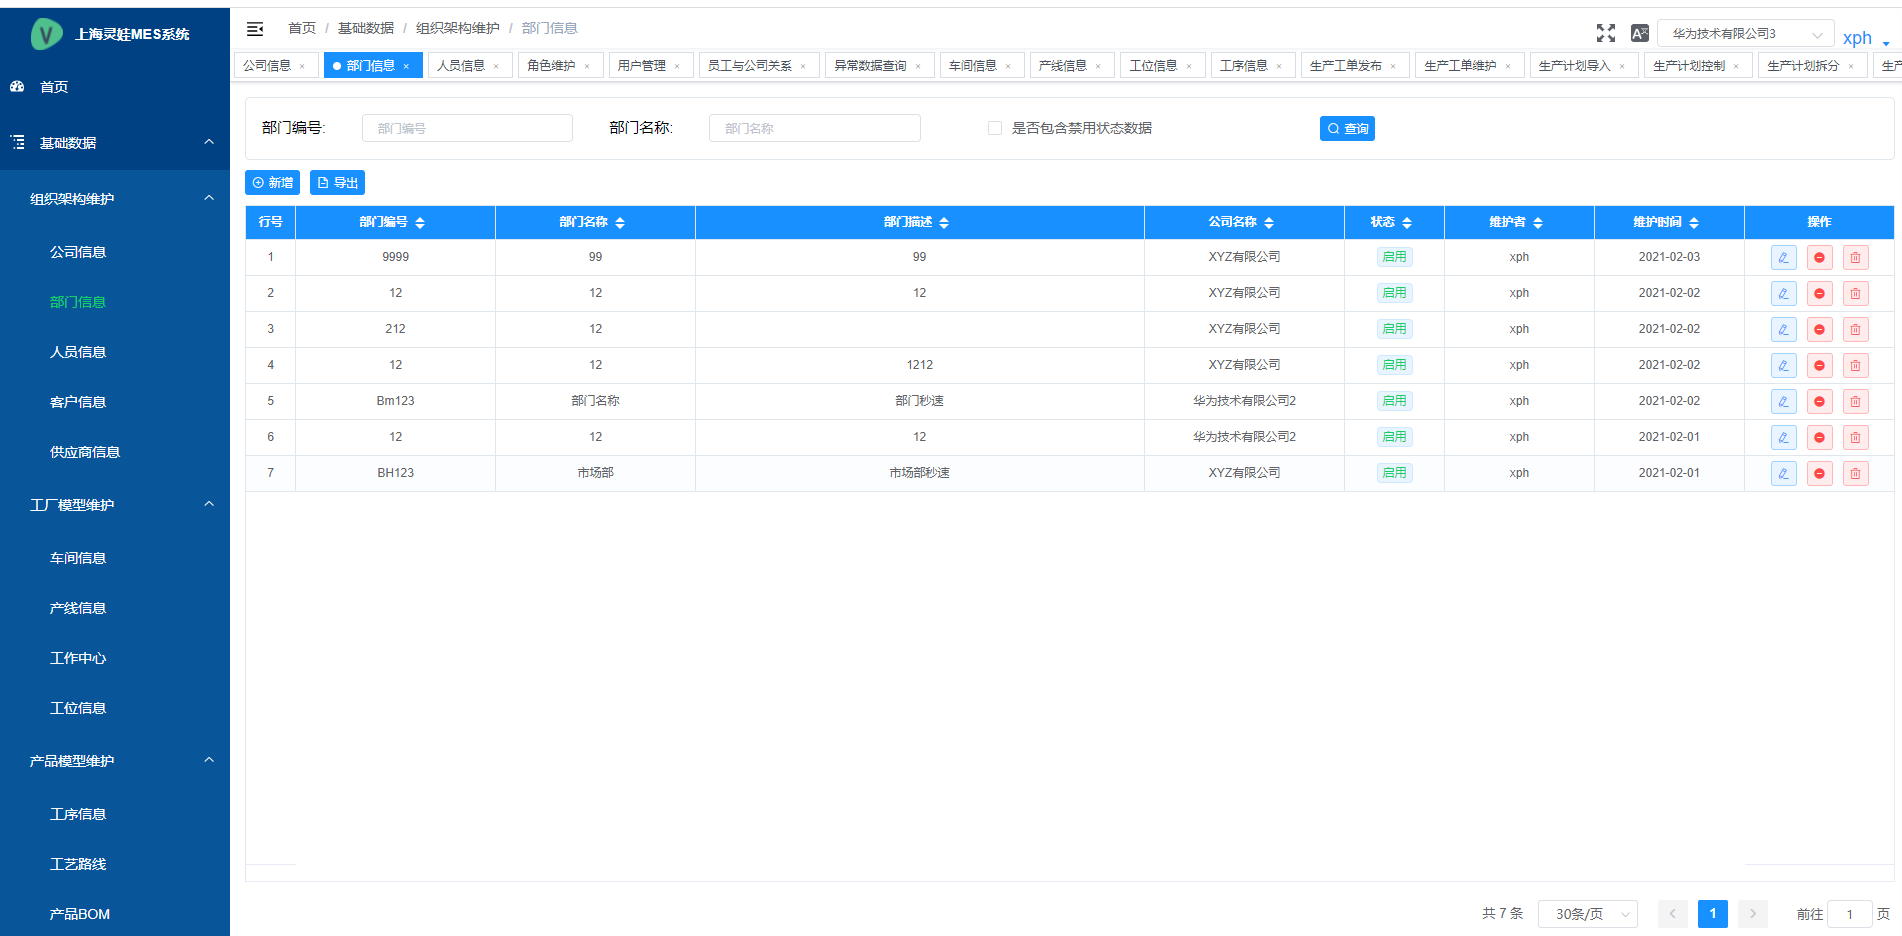 上海灵娃MES系统
首页
基础数据
组织架构维护
公司信息
部门信息
人员信息
客户信息
供应商信息
工厂模型维护
车间信息
产线信息
工作中心
工位信息
产品模型维护
工序信息
工艺路线
产品BOM
首页 / 基础数据 / 组织架构维护 / 部门信息
华为技术有限公司3
xph
公司信息 × 部门信息 × 人员信息 × 角色维护 × 用户管理 × 员工与公司关系 × 异常数据查询 × 车间信息 × 产线信息 × 工位信息 × 工序信息 × 生产工单发布 × 生产工单维护 × 生产计划导入 × 生产计划控制 × 生产计划拆分 × 生产
部门编号: 部门编号 部门名称: 部门名称 是否包含禁用状态数据 查询
新增 导出
行号 部门编号 部门名称 部门描述 公司名称 状态 维护者 维护时间 操作
1 9999 99 99 XYZ有限公司 启用 xph 2021-02-03
2 12 12 12 XYZ有限公司 启用 xph 2021-02-02
3 212 12 XYZ有限公司 启用 xph 2021-02-02
4 12 12 1212 XYZ有限公司 启用 xph 2021-02-02
5 Bm123 部门名称 部门秒速 华为技术有限公司2 启用 xph 2021-02-02
6 12 12 12 华为技术有限公司2 启用 xph 2021-02-01
7 BH123 市场部 市场部秒速 XYZ有限公司 启用 xph 2021-02-01
共 7 条 30条/页 < 1 > 前往 1 页